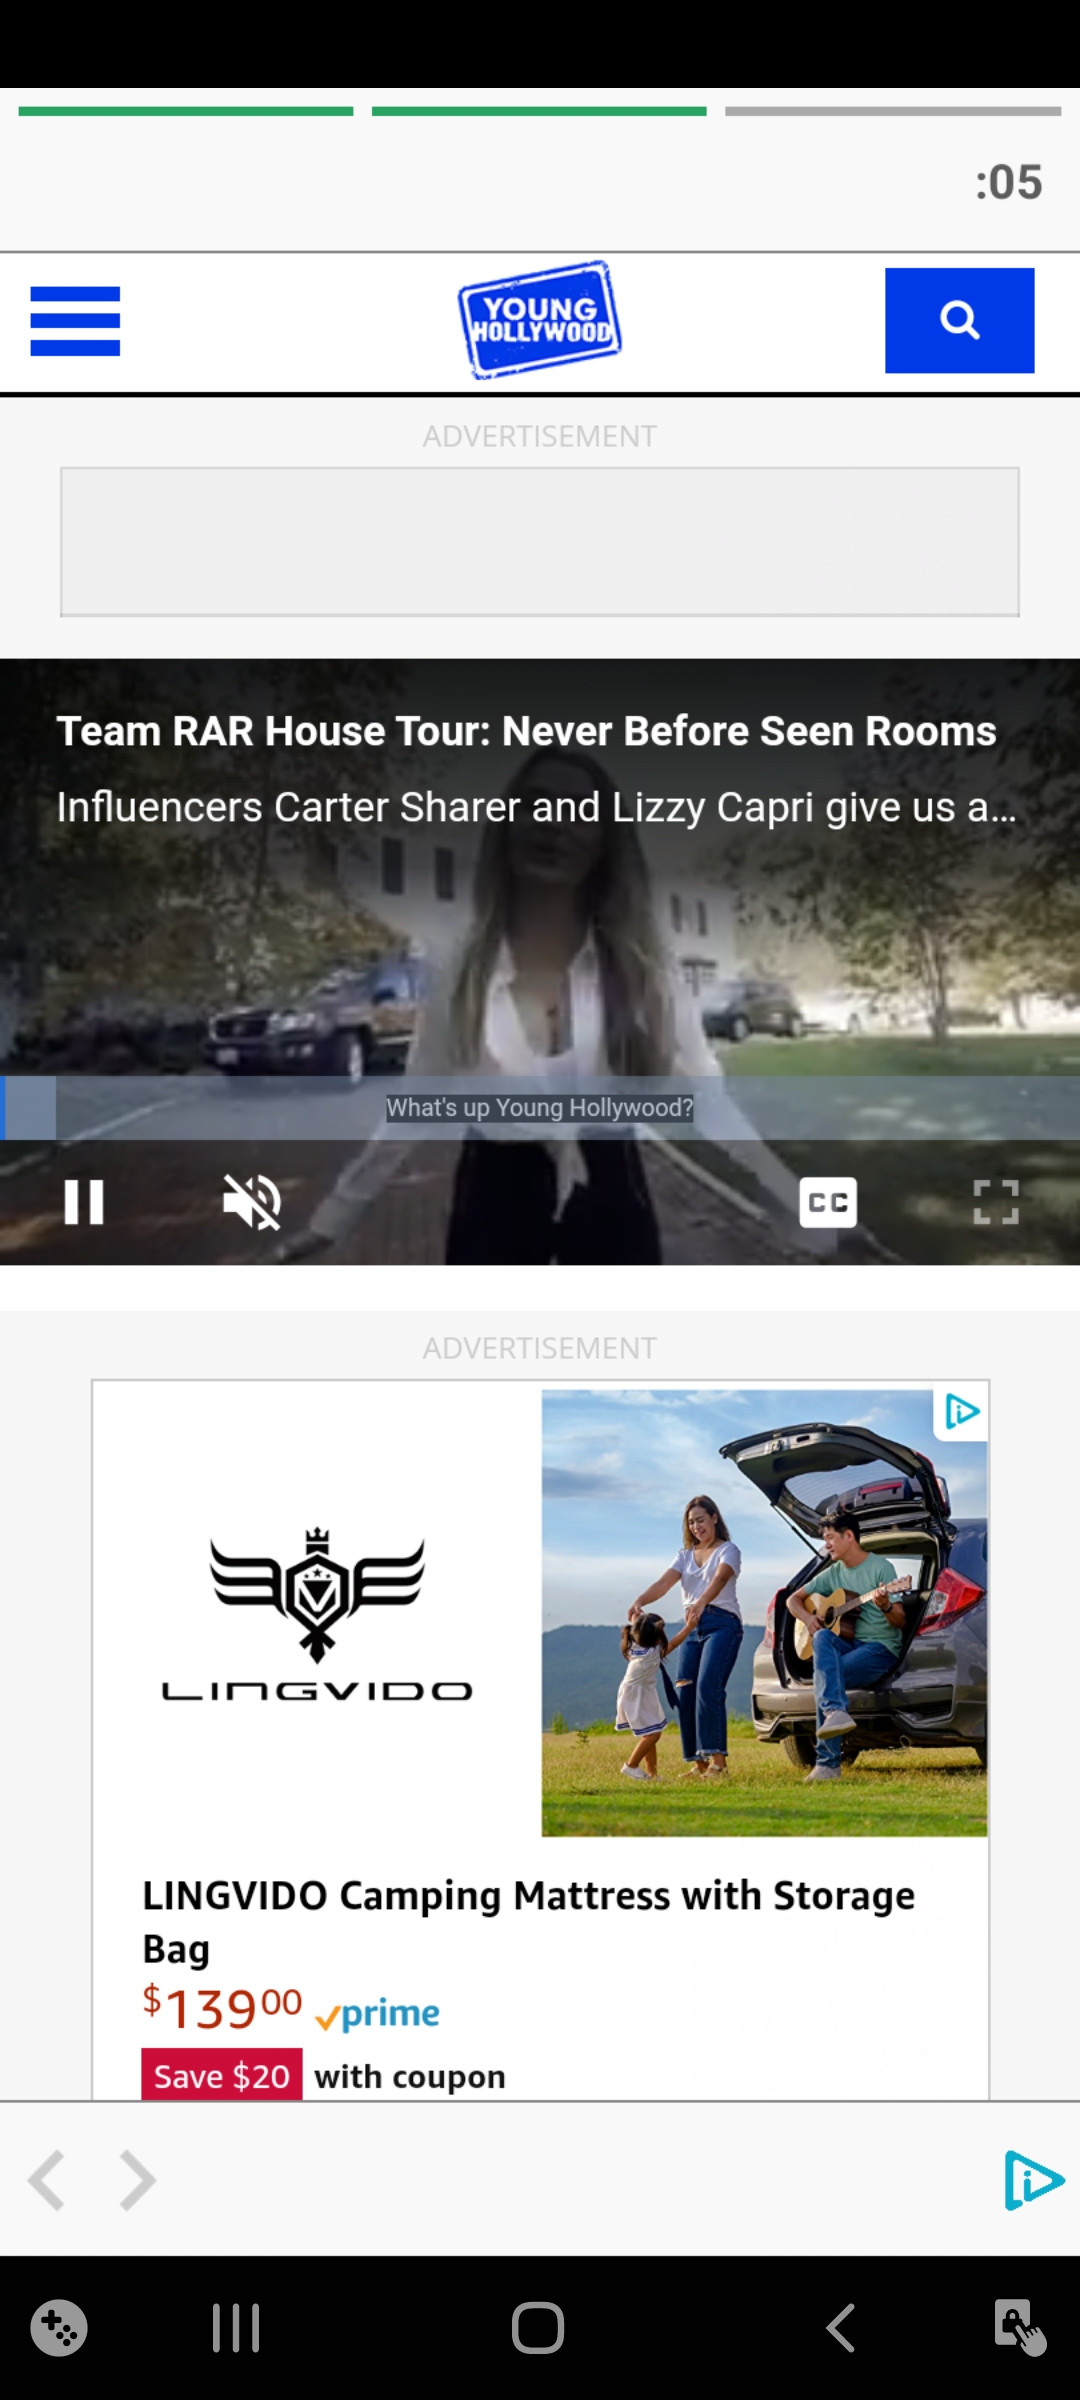 :05
YOUNG
HOLLYWOOD
ADVERTISEMENT
Team RAR House Tour: Never Before Seen Rooms
Influencers Carter Sharer and Lizzy Capri give us a...
What's up Young Hollywood?
CC
ADVERTISEMENT
LINGVIDO
LINGVIDO Camping Mattress with Storage
Bag
$139.00 prime
Save $20 with coupon